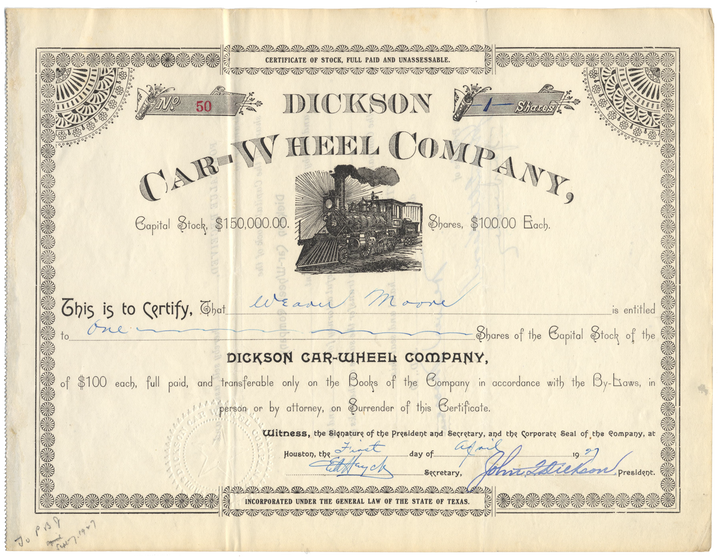 CERTIFICATE OF STOCK, FULL PAID AND UNASSESSABLE.
No 50
1 Shares
DICKSON
CAR-WHEEL COMPANY,
Capital Stock, $150,000.00. Shares, $100.00 Each.
This is to Certify, That Weaver Moore is entitled
to One Shares of the Capital Stock of the
DICKSON CAR-WHEEL COMPANY,
of $100 each, full paid, and transferable only on the Books of the Company in accordance with the By-Laws, in
person or by attorney, on Surrender of this Certificate.
Witness, the Signature of the President and Secretary, and the Corporate Seal of the Company, at
Houston, the First day of April 1927
Secretary, John F Dickson, President.
INCORPORATED UNDER THE GENERAL LAW OF THE STATE OF TEXAS.